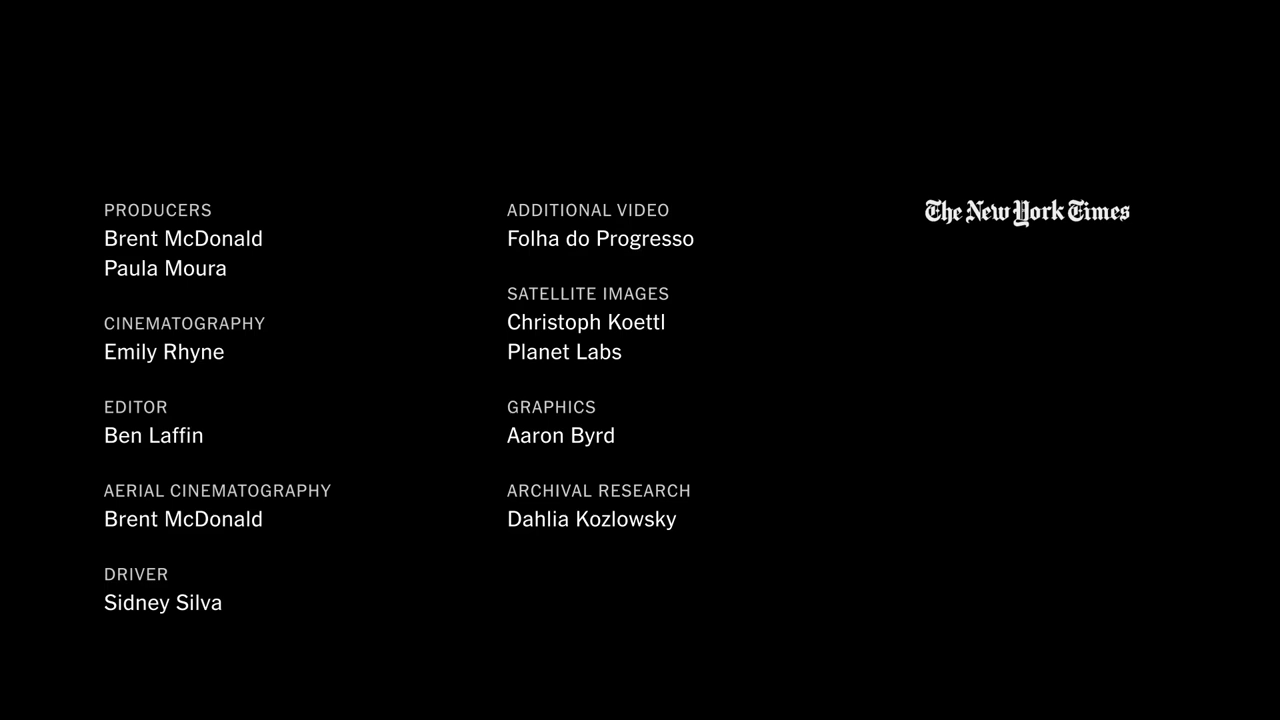 PRODUCERS
Brent McDonald
Paula Moura
CINEMATOGRAPHY
Emily Rhyne
EDITOR
Ben Laffin
AERIAL CINEMATOGRAPHY
Brent McDonald
DRIVER
Sidney Silva
ADDITIONAL VIDEO
Folha do Progresso
SATELLITE IMAGES
Christoph Koettl
Planet Labs
GRAPHICS
Aaron Byrd
ARCHIVAL RESEARCH
Dahlia Kozlowsky
The New York Times